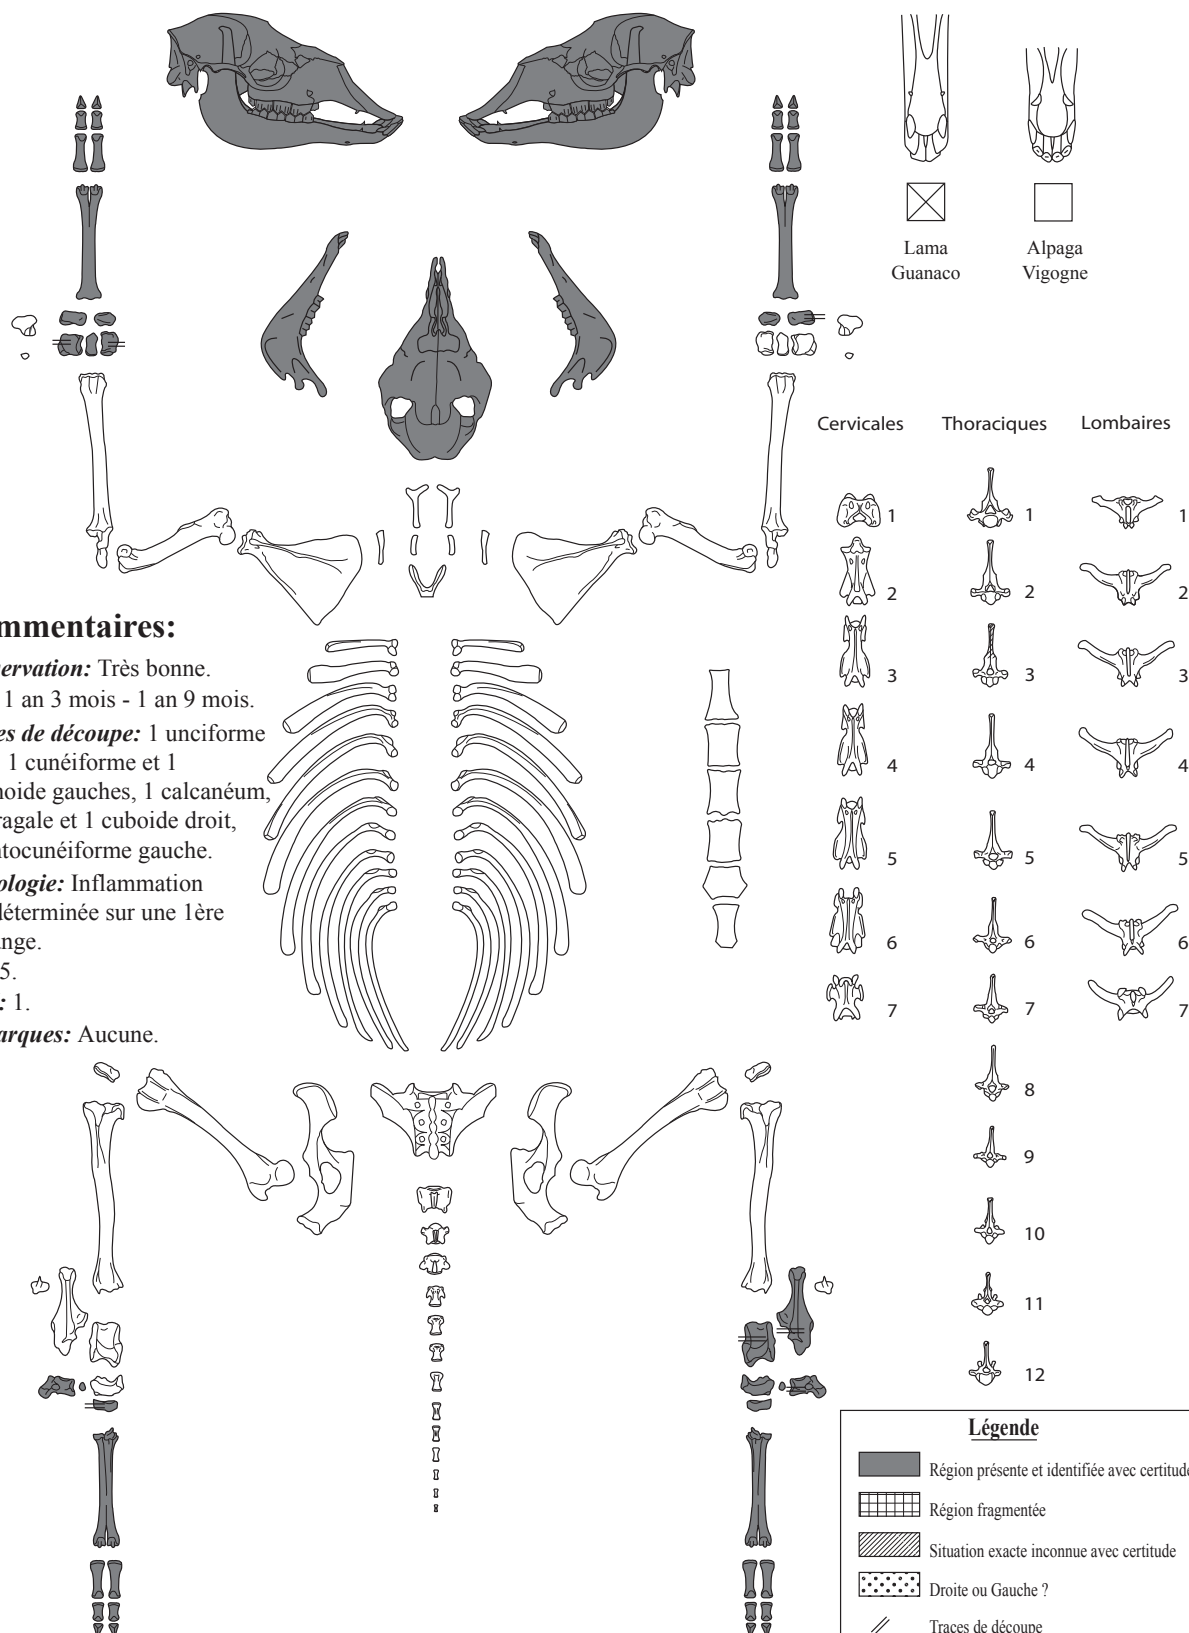 Lama
Guanaco
Alpaga
Vigogne
Cervicales
Thoraciques
Lombaires
1
2
3
4
5
6
7
1
2
3
4
5
6
7
8
9
10
11
12
1
2
3
4
5
6
7
mmentaires:
ervation: Très bonne.
1 an 3 mois - 1 an 9 mois.
es de découpe: 1 unciforme
1 cunéiforme et 1
noide gauches, 1 calcanéum,
ragale et 1 cuboide droit,
ntocunéiforme gauche.
ologie: Inflammation
déterminée sur une 1ère
ange.
5.
: 1.
arques: Aucune.
Légende
Région présente et identifiée avec certitude
Région fragmentée
Situation exacte inconnue avec certitude
Droite ou Gauche ?
Traces de découpe